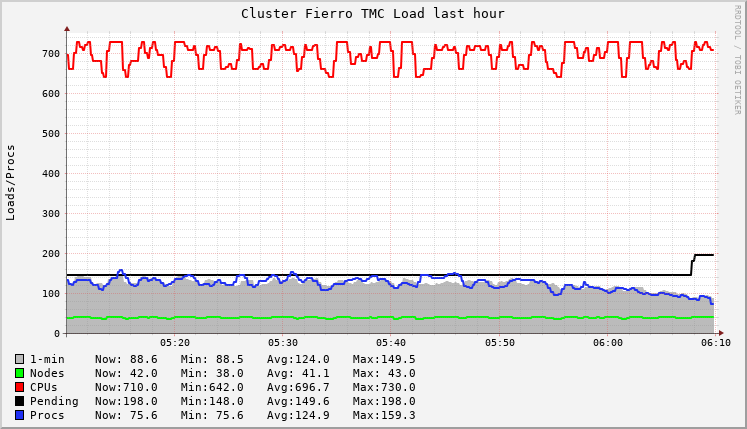 Cluster Fierro TMC Load last hour
RRDTOOL / TOBI OETIKER
Loads/Procs
700
600
500
400
300
200
100
0
05:20 05:30 05:40 05:50 06:00 06:10
1-min Now: 88.6 Min: 88.5 Avg:124.0 Max:149.5
Nodes Now: 42.0 Min: 38.0 Avg: 41.1 Max: 43.0
CPUs Now:710.0 Min:642.0 Avg:696.7 Max:730.0
Pending Now:198.0 Min:148.0 Avg:149.6 Max:198.0
Procs Now: 75.6 Min: 75.6 Avg:124.9 Max:159.3